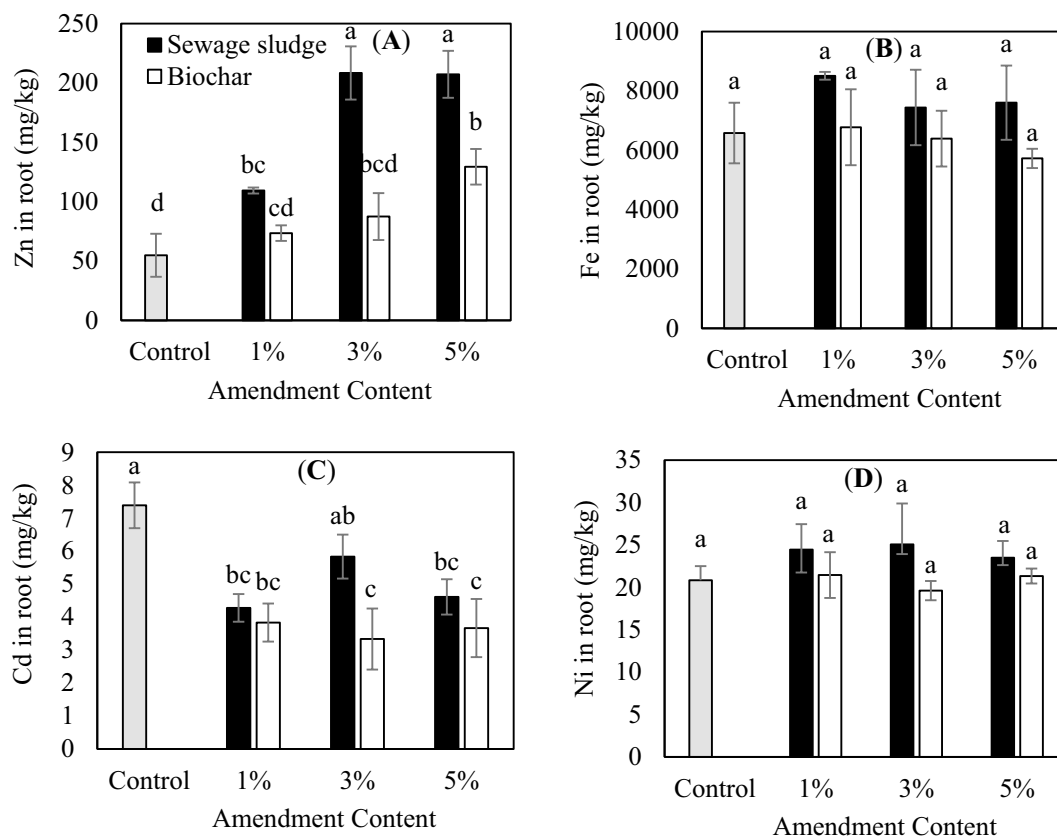 (A)
Sewage sludge
Biochar
Zn in root (mg/kg)
250
200
150
100
50
0
d
bc
cd
a
bcd
a
b
Control 1% 3% 5%
Amendment Content
(B)
Fe in root (mg/kg)
10000
8000
6000
4000
2000
0
a
a
a
a
a
a
a
Control 1% 3% 5%
Amendment Content
(C)
Cd in root (mg/kg)
9
8
7
6
5
4
3
2
1
0
a
bc
bc
ab
c
bc
c
Control 1% 3% 5%
Amendment Content
(D)
Ni in root (mg/kg)
35
30
25
20
15
10
5
0
a
a
a
a
a
a
a
Control 1% 3% 5%
Amendment Content